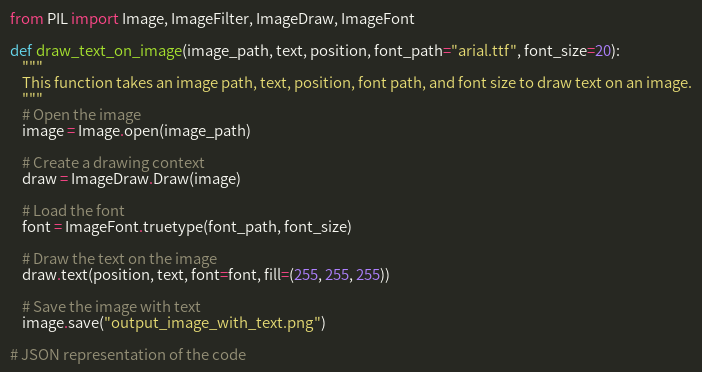 from PIL import Image, ImageFilter, ImageDraw, ImageFont

def draw_text_on_image(image_path, text, position, font_path="arial.ttf", font_size=20):
    """
    This function takes an image path, text, position, font path, and font size to draw text on an image.
    """
    # Open the image
    image = Image.open(image_path)

    # Create a drawing context
    draw = ImageDraw.Draw(image)

    # Load the font
    font = ImageFont.truetype(font_path, font_size)

    # Draw the text on the image
    draw.text(position, text, font=font, fill=(255, 255, 255))

    # Save the image with text
    image.save("output_image_with_text.png")

# JSON representation of the code